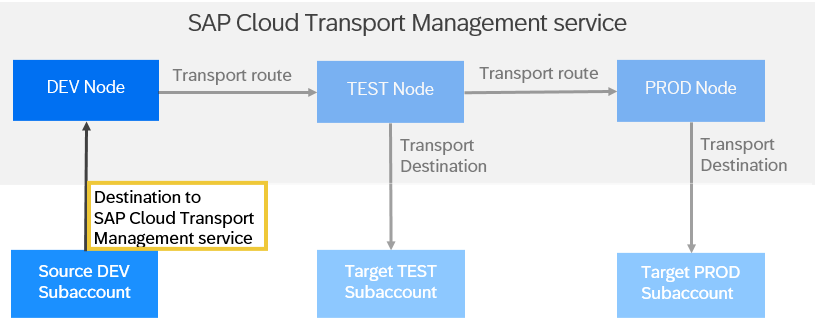 SAP Cloud Transport Management service
DEV Node
Transport route
TEST Node
Transport route
PROD Node
Transport
Destination
Transport
Destination
Destination to
SAP Cloud Transport
Management service
Source DEV
Subaccount
Target TEST
Subaccount
Target PROD
Subaccount